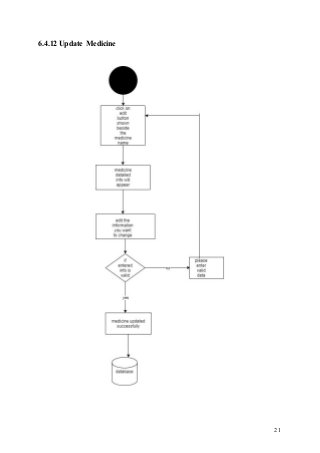 6.4.12 Update Medicine
click on
edit
button
shown
beside
the
medicine
name
medicine
detailed
info will
appear
edit the
information
you want
to change
if
entered
info is
valid
no
please
enter
valid
data
yes
medicine updated
successfully
database
21